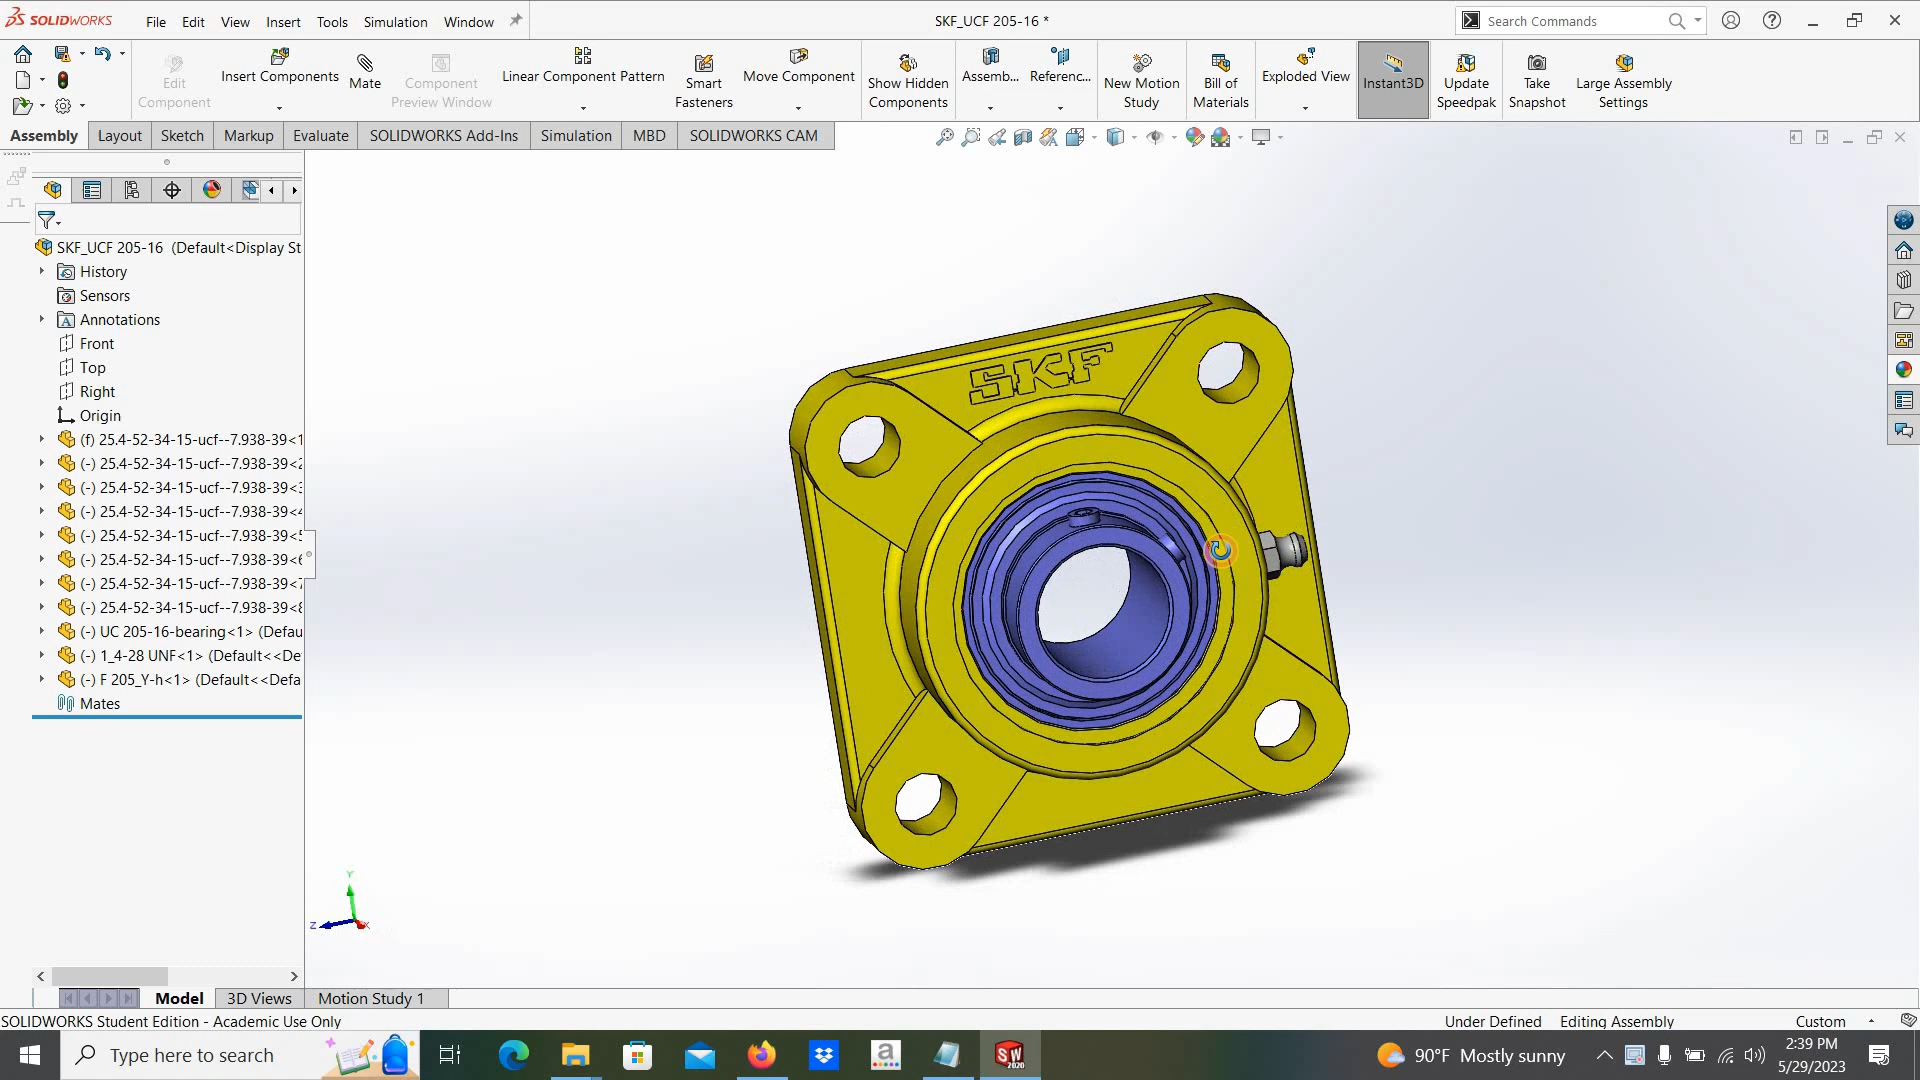 SOLIDWORKS
File Edit View Insert Tools Simulation Window
SKF_UCF 205-16 *
Search Commands
Edit Component
Insert Components
Mate
Component Preview Window
Linear Component Pattern
Smart Fasteners
Move Component
Show Hidden Components
Assemb...
Referenc...
New Motion Study
Bill of Materials
Exploded View
Instant3D
Update Speedpak
Take Snapshot
Large Assembly Settings
Assembly Layout Sketch Markup Evaluate SOLIDWORKS Add-Ins Simulation MBD SOLIDWORKS CAM
SKF_UCF 205-16 (Default<Display St
History
Sensors
Annotations
Front
Top
Right
Origin
(f) 25.4-52-34-15-ucf--7.938-39<1
(-) 25.4-52-34-15-ucf--7.938-39<2
(-) 25.4-52-34-15-ucf--7.938-39<3
(-) 25.4-52-34-15-ucf--7.938-39<4
(-) 25.4-52-34-15-ucf--7.938-39<5
(-) 25.4-52-34-15-ucf--7.938-39<6
(-) 25.4-52-34-15-ucf--7.938-39<7
(-) 25.4-52-34-15-ucf--7.938-39<8
(-) UC 205-16-bearing<1> (Defau
(-) 1_4-28 UNF<1> (Default<<De
(-) F 205_Y-h<1> (Default<<Defa
Mates
SKF
Y
Z
X
Model 3D Views Motion Study 1
SOLIDWORKS Student Edition - Academic Use Only
Under Defined Editing Assembly Custom
Type here to search
a
SW
2020
90°F Mostly sunny
2:39 PM
5/29/2023